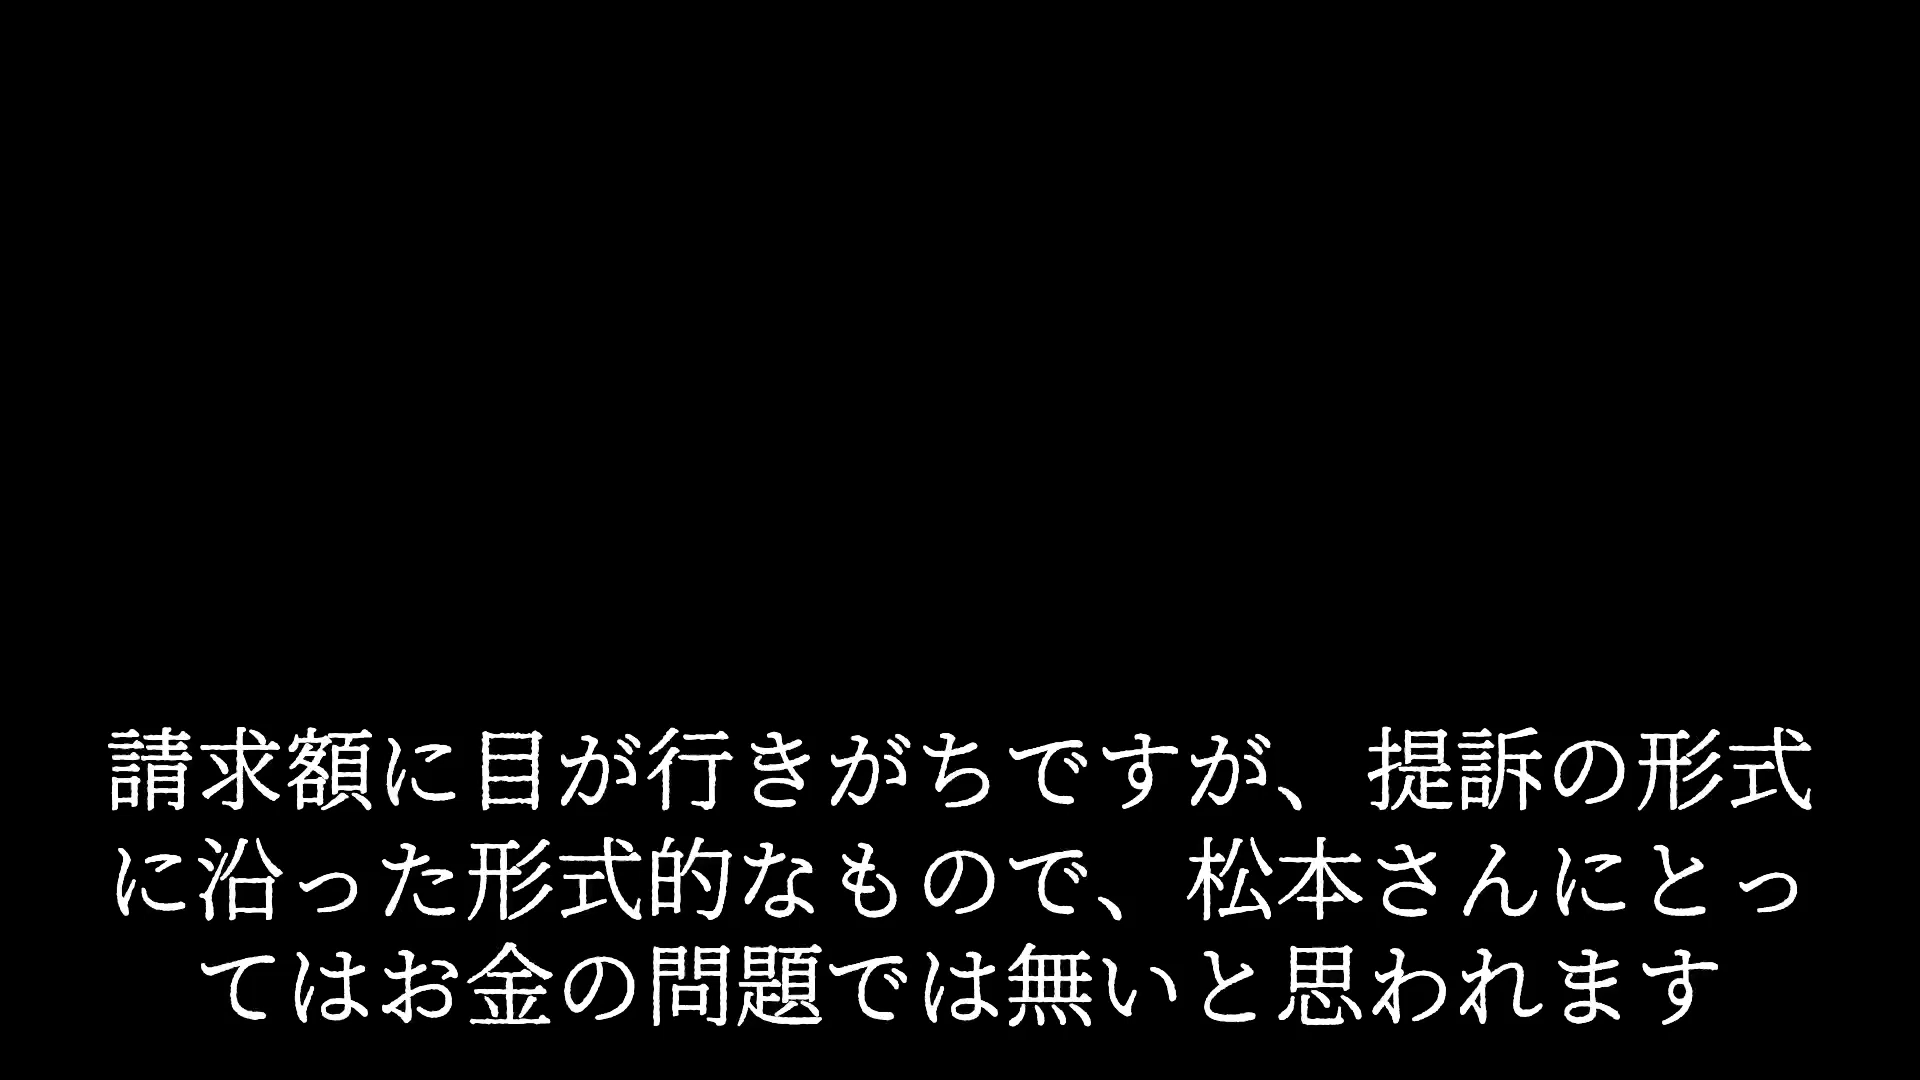 請求額に目が行きがちですが、提訴の形式
に沿った形式的なもので、松本さんにとっ
てはお金の問題では無いと思われます